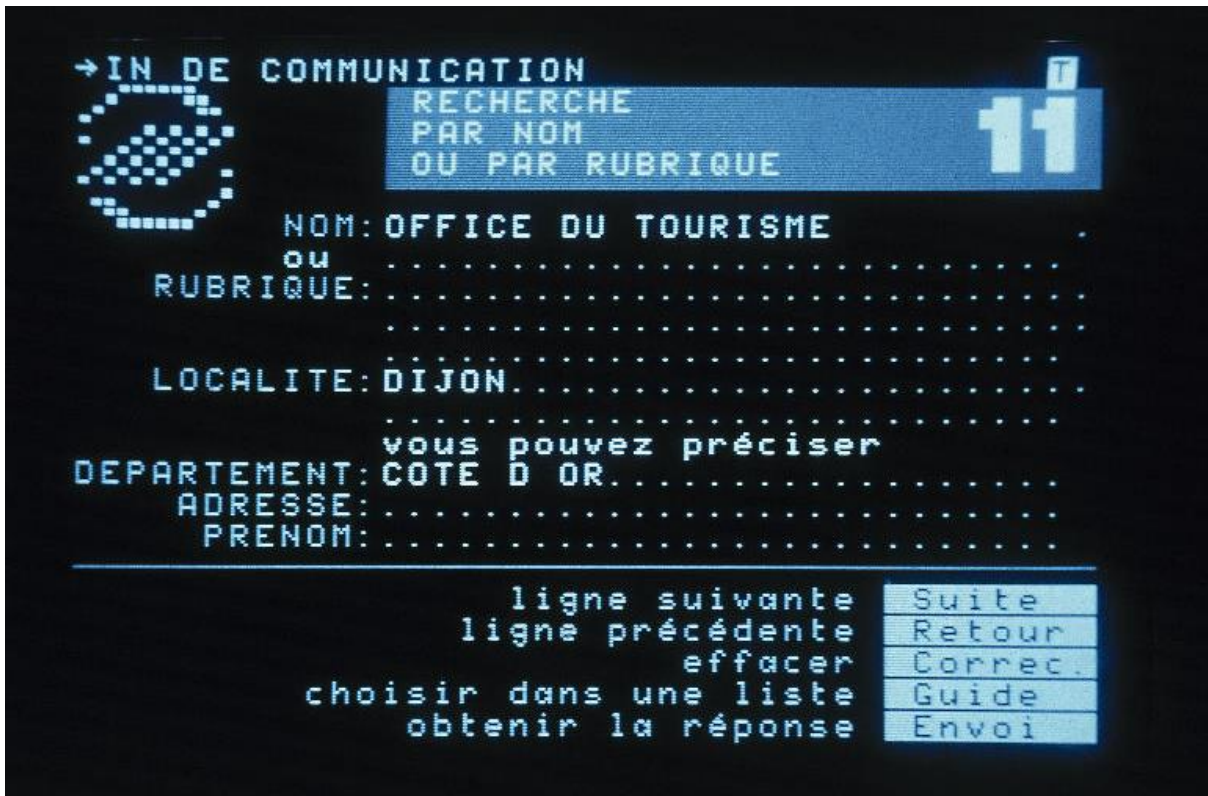 →IN DE COMMUNICATION T
RECHERCHE
PAR NOM
OU PAR RUBRIQUE
11
NOM:OFFICE DU TOURISME .
ou ...........................
RUBRIQUE:............................
............................
...........................
LOCALITE:DIJON.......................
...........................
vous pouvez préciser
DEPARTEMENT:COTE D OR..................
ADRESSE:...........................
PRENOM:...........................
ligne suivante Suite
ligne précédente Retour
effacer Correc.
choisir dans une liste Guide
obtenir la réponse Envoi